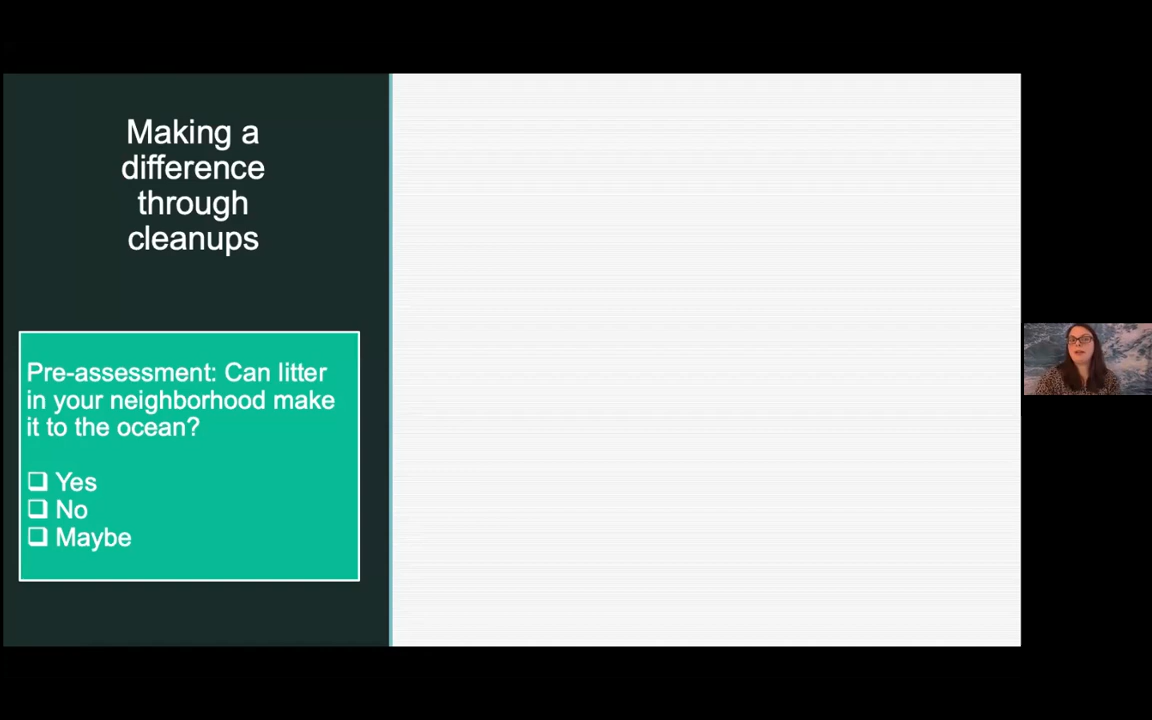 Making a
difference
through
cleanups
Pre-assessment: Can litter
in your neighborhood make
it to the ocean?
❑ Yes
❑ No
❑ Maybe